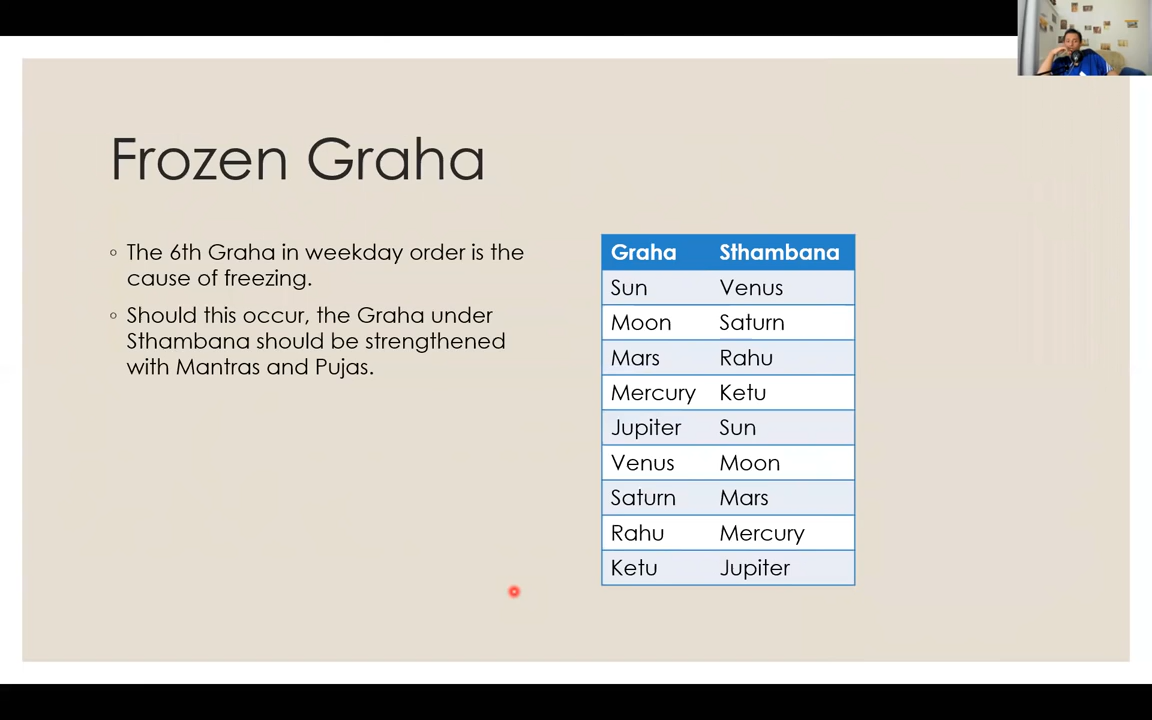 Frozen Graha
◦ The 6th Graha in weekday order is the
cause of freezing.
◦ Should this occur, the Graha under
Sthambana should be strengthened
with Mantras and Pujas.
Graha Sthambana
Sun Venus
Moon Saturn
Mars Rahu
Mercury Ketu
Jupiter Sun
Venus Moon
Saturn Mars
Rahu Mercury
Ketu Jupiter